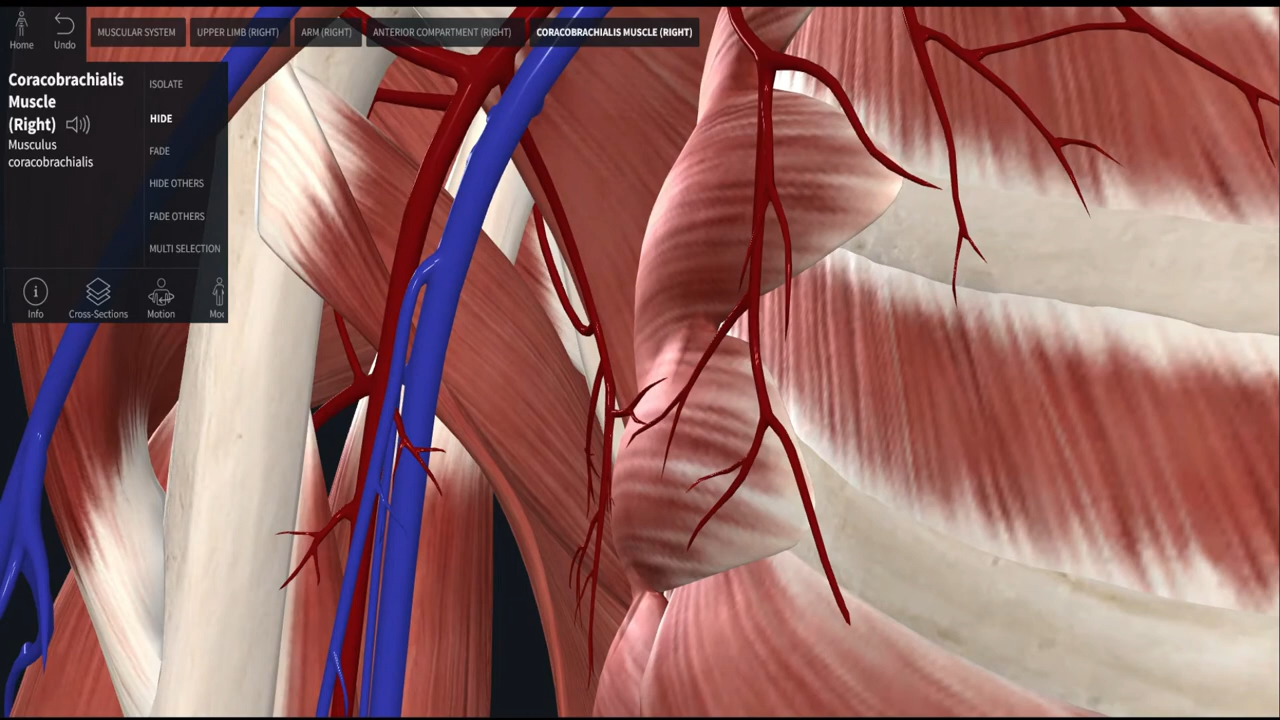 Home
Undo
MUSCULAR SYSTEM
UPPER LIMB (RIGHT)
ARM (RIGHT)
ANTERIOR COMPARTMENT (RIGHT)
CORACOBRACHIALIS MUSCLE (RIGHT)
Coracobrachialis
Muscle
(Right)
Musculus
coracobrachialis
ISOLATE
HIDE
FADE
HIDE OTHERS
FADE OTHERS
MULTI SELECTION
Info
Cross-Sections
Motion